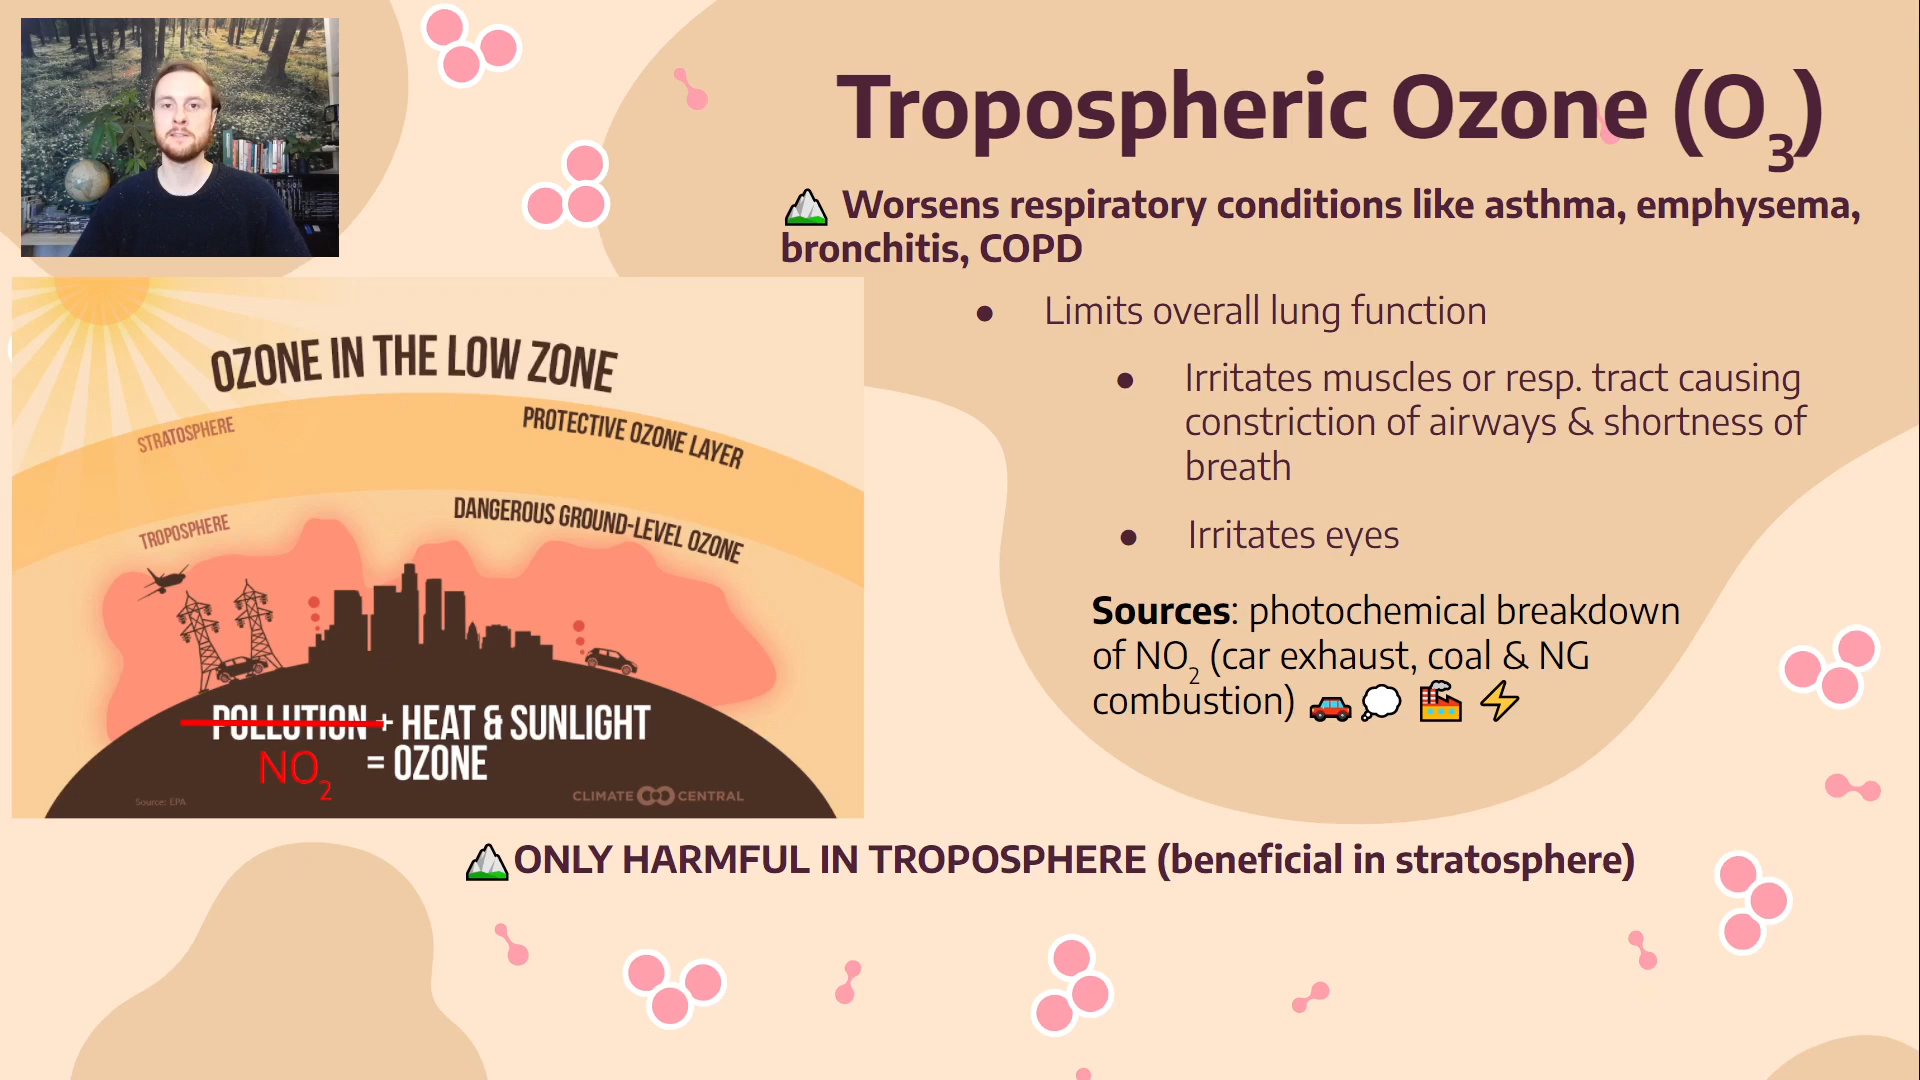 Tropospheric Ozone (O3)
⛰️ Worsens respiratory conditions like asthma, emphysema,
bronchitis, COPD
● Limits overall lung function
● Irritates muscles or resp. tract causing
constriction of airways & shortness of
breath
● Irritates eyes
Sources: photochemical breakdown
of NO2 (car exhaust, coal & NG
combustion) 🚗💭 🏭 ⚡
OZONE IN THE LOW ZONE
STRATOSPHERE
PROTECTIVE OZONE LAYER
TROPOSPHERE
DANGEROUS GROUND-LEVEL OZONE
POLLUTION + HEAT & SUNLIGHT
NO2 = OZONE
Source: EPA
CLIMATE CENTRAL
⛰️ONLY HARMFUL IN TROPOSPHERE (beneficial in stratosphere)